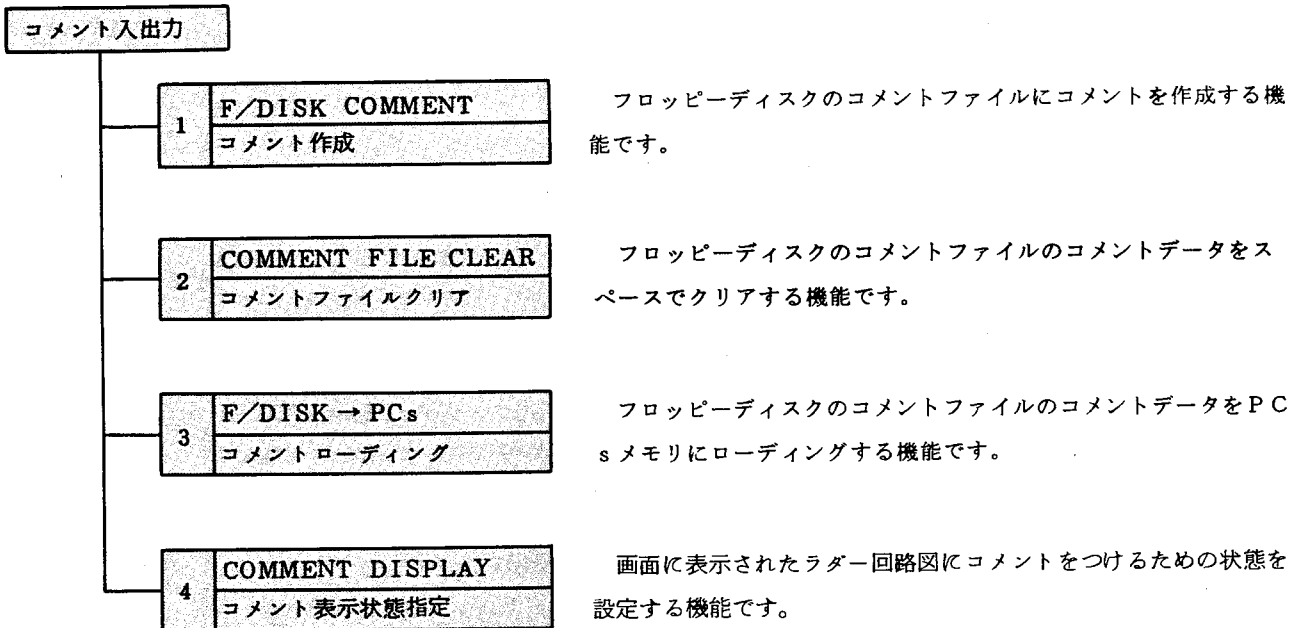 コメント入出力
1
F/DISK COMMENT
コメント作成
フロッピーディスクのコメントファイルにコメントを作成する機
能です。
2
COMMENT FILE CLEAR
コメントファイルクリア
フロッピーディスクのコメントファイルのコメントデータをス
ペースでクリアする機能です。
3
F/DISK → PCs
コメントローディング
フロッピーディスクのコメントファイルのコメントデータをPC
sメモリにローディングする機能です。
4
COMMENT DISPLAY
コメント表示状態指定
画面に表示されたラダー回路図にコメントをつけるための状態を
設定する機能です。